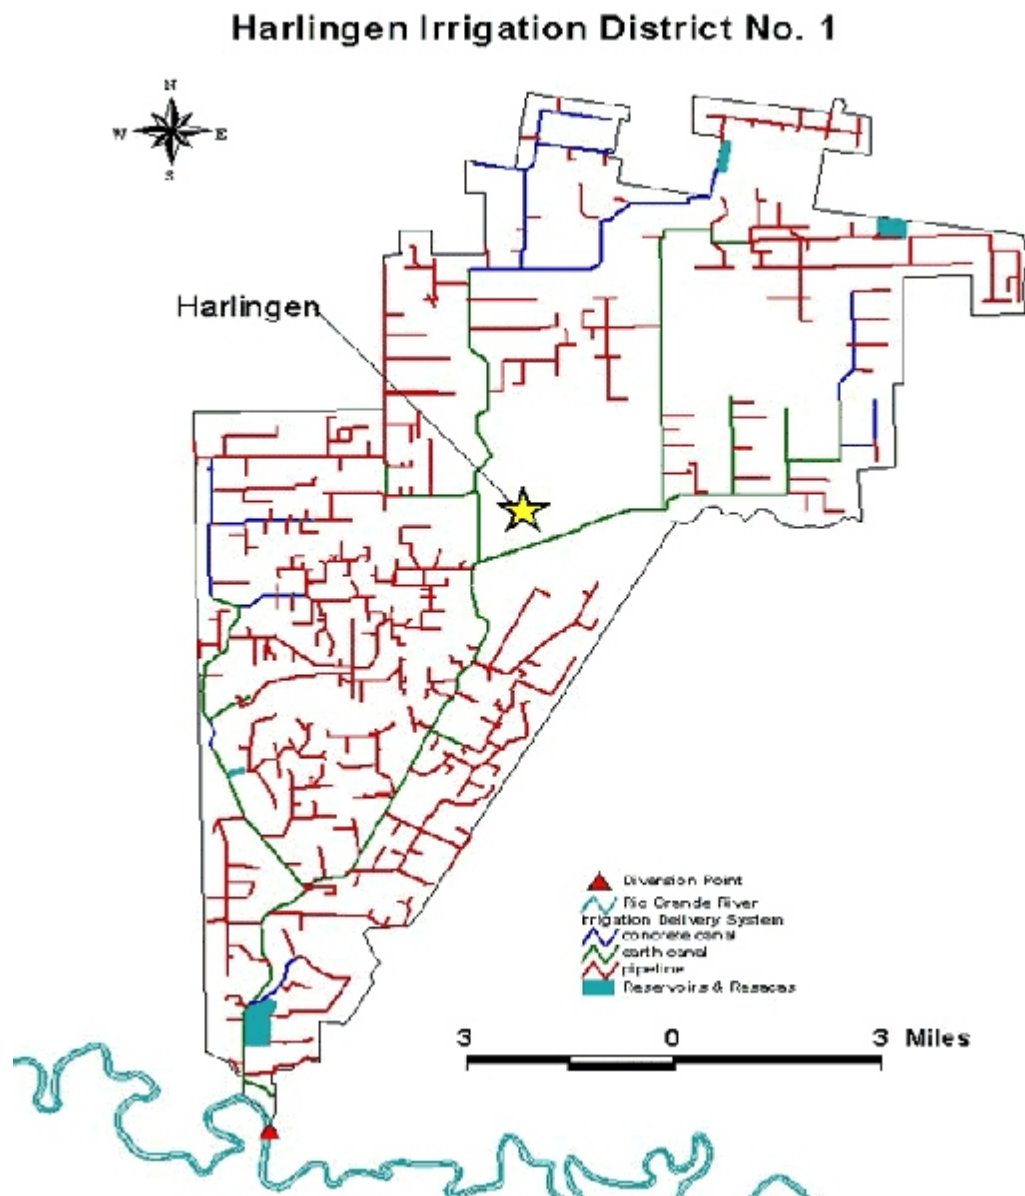 Harlingen Irrigation District No. 1
N
W E
S
Harlingen
Diversion Point
Rio Grande River
Irrigation Delivery System
concrete canal
earth canal
pipeline
Reservoirs & Resacas
3 0 3 Miles